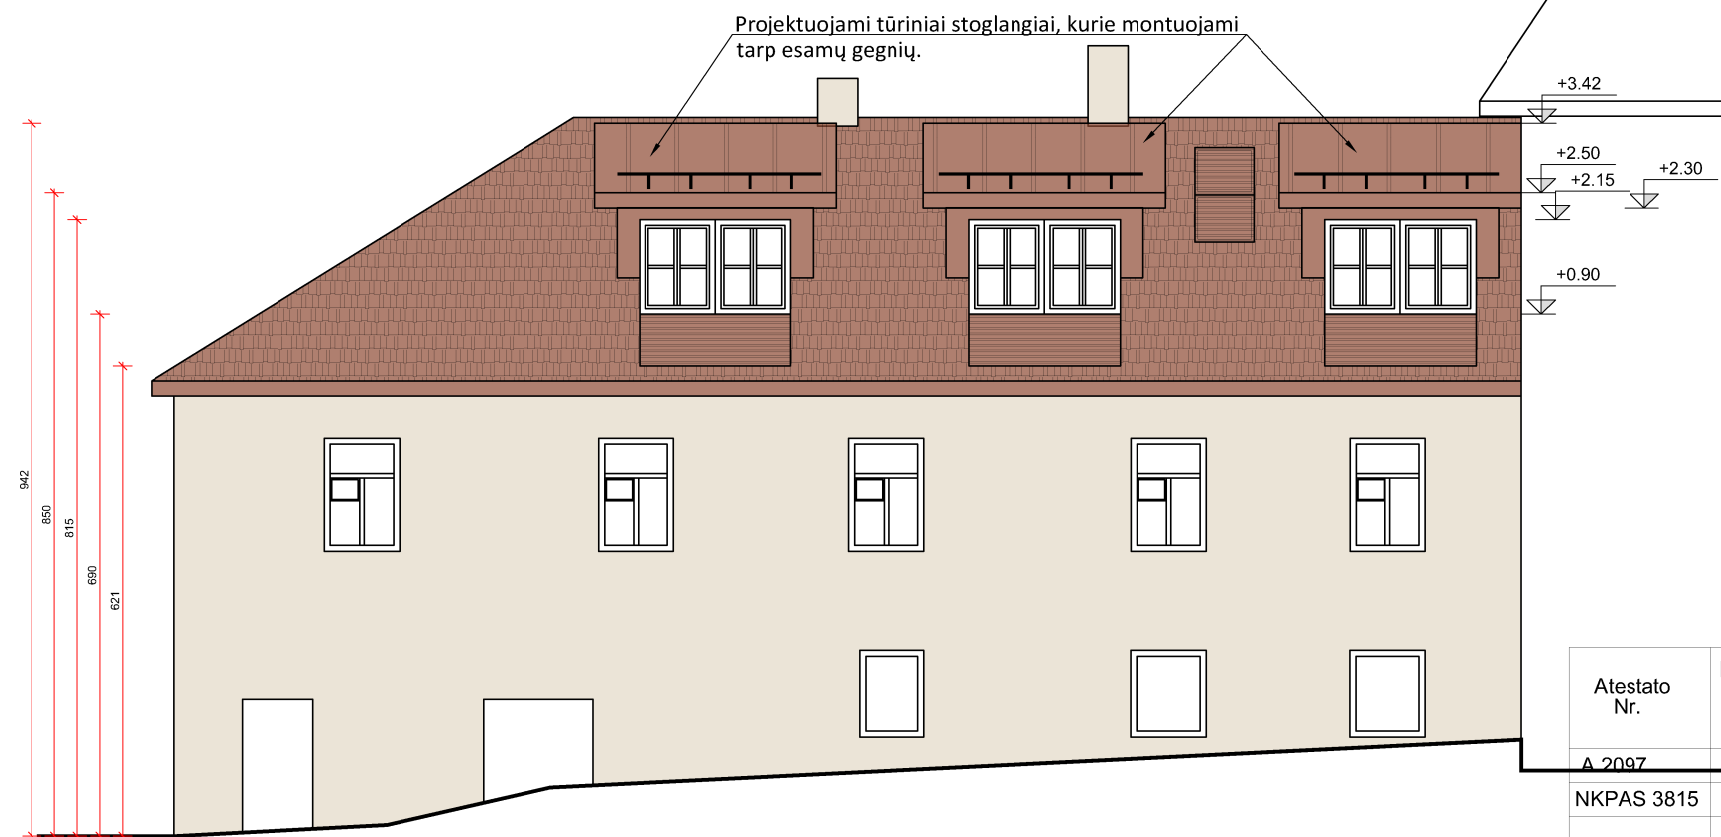 Projektuojami tūriniai stoglangiai, kurie montuojami
tarp esamų gegnių.
+3.42
+2.50
+2.30
+2.15
+0.90
942
850
815
690
621
Atestato
Nr.
A 2097
NKPAS 3815